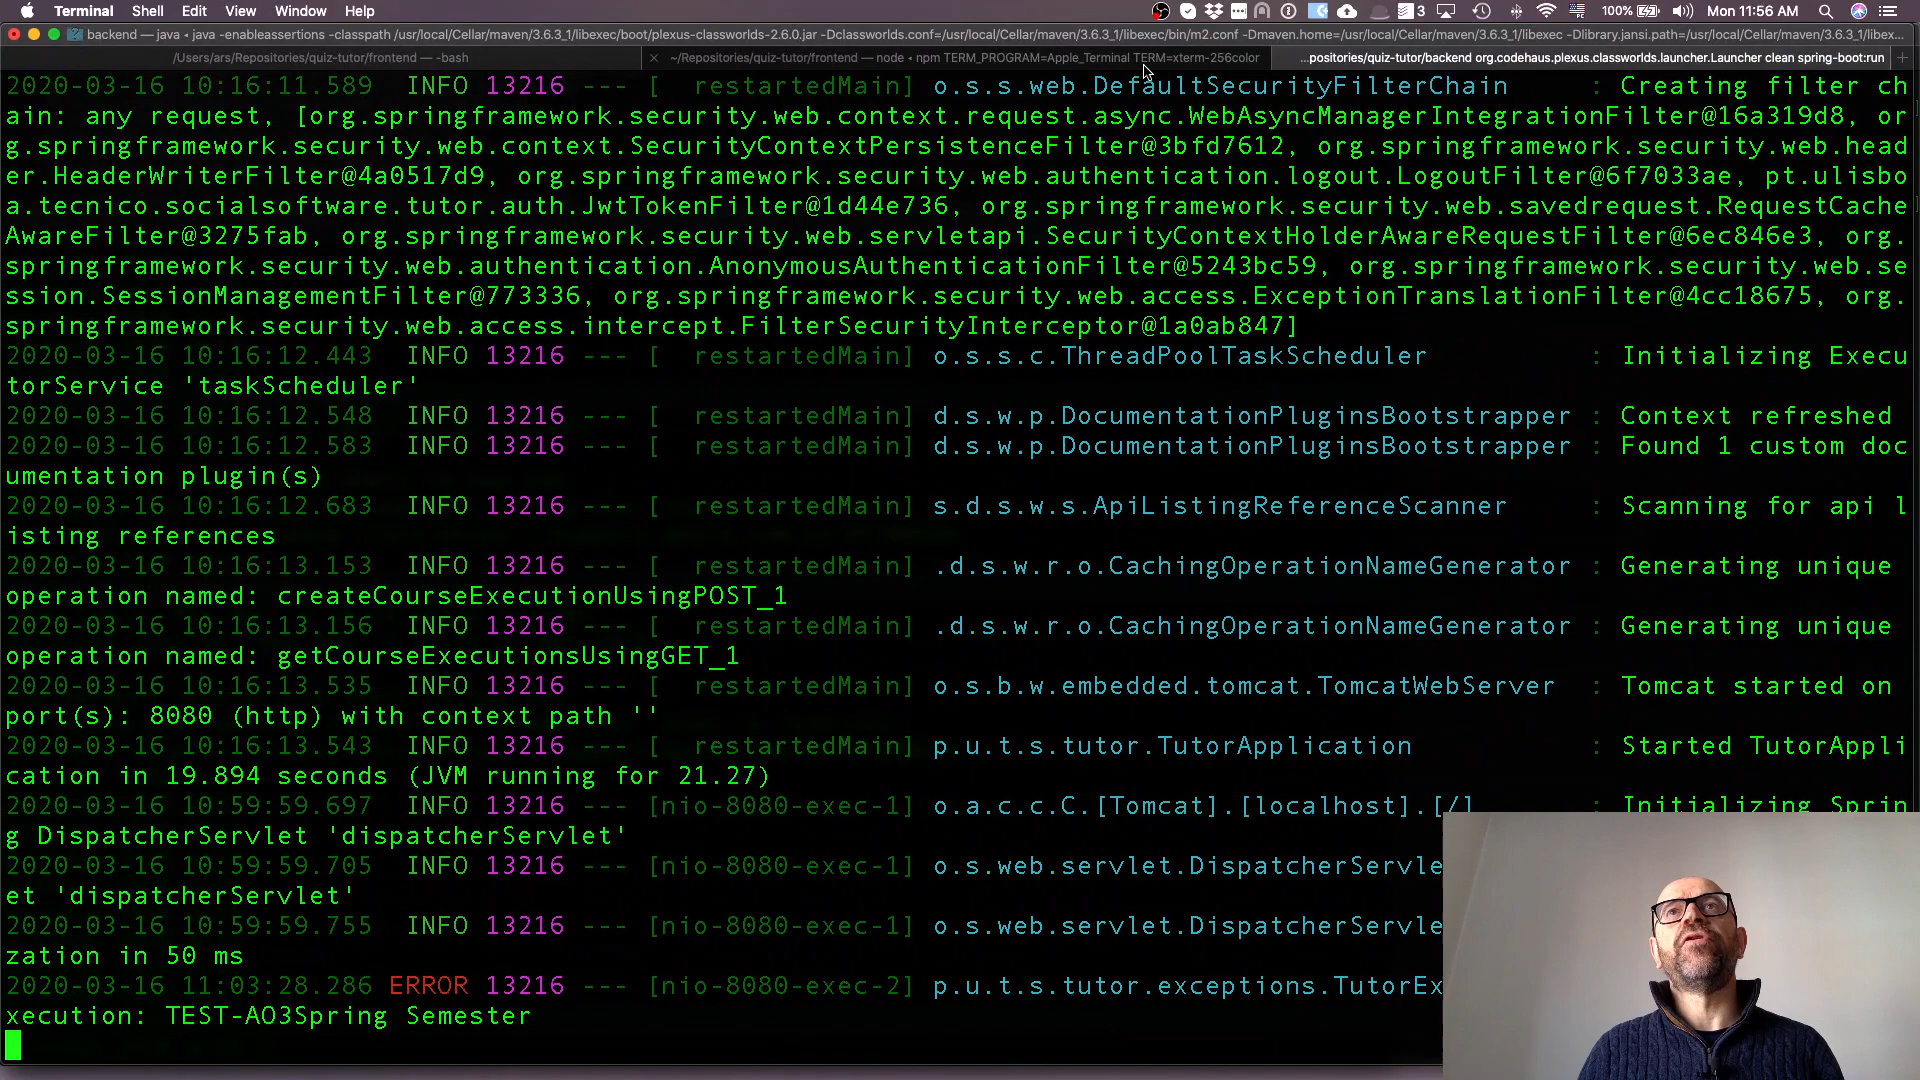 Terminal Shell Edit View Window Help 3 100% Mon 11:56 AM
backend — java ◂ java -enableassertions -classpath /usr/local/Cellar/maven/3.6.3_1/libexec/boot/plexus-classworlds-2.6.0.jar -Dclassworlds.conf=/usr/local/Cellar/maven/3.6.3_1/libexec/bin/m2.conf -Dmaven.home=/usr/local/Cellar/maven/3.6.3_1/libexec -Dlibrary.jansi.path=/usr/local/Cellar/maven/3.6.3_1/libex...
/Users/ars/Repositories/quiz-tutor/frontend — -bash
~/Repositories/quiz-tutor/frontend — node ◂ npm TERM_PROGRAM=Apple_Terminal TERM=xterm-256color
...positories/quiz-tutor/backend org.codehaus.plexus.classworlds.launcher.Launcher clean spring-boot:run
2020-03-16 10:16:11.589  INFO 13216 --- [  restartedMain] o.s.s.web.DefaultSecurityFilterChain     : Creating filter ch
ain: any request, [org.springframework.security.web.context.request.async.WebAsyncManagerIntegrationFilter@16a319d8, or
g.springframework.security.web.context.SecurityContextPersistenceFilter@3bfd7612, org.springframework.security.web.head
er.HeaderWriterFilter@4a0517d9, org.springframework.security.web.authentication.logout.LogoutFilter@6f7033ae, pt.ulisbo
a.tecnico.socialsoftware.tutor.auth.JwtTokenFilter@1d44e736, org.springframework.security.web.savedrequest.RequestCache
AwareFilter@3275fab, org.springframework.security.web.servletapi.SecurityContextHolderAwareRequestFilter@6ec846e3, org.
springframework.security.web.authentication.AnonymousAuthenticationFilter@5243bc59, org.springframework.security.web.se
ssion.SessionManagementFilter@773336, org.springframework.security.web.access.ExceptionTranslationFilter@4cc18675, org.
springframework.security.web.access.intercept.FilterSecurityInterceptor@1a0ab847]
2020-03-16 10:16:12.443  INFO 13216 --- [  restartedMain] o.s.s.c.ThreadPoolTaskScheduler          : Initializing Execu
torService 'taskScheduler'
2020-03-16 10:16:12.548  INFO 13216 --- [  restartedMain] d.s.w.p.DocumentationPluginsBootstrapper : Context refreshed
2020-03-16 10:16:12.583  INFO 13216 --- [  restartedMain] d.s.w.p.DocumentationPluginsBootstrapper : Found 1 custom doc
umentation plugin(s)
2020-03-16 10:16:12.683  INFO 13216 --- [  restartedMain] s.d.s.w.s.ApiListingReferenceScanner     : Scanning for api l
isting references
2020-03-16 10:16:13.153  INFO 13216 --- [  restartedMain] .d.s.w.r.o.CachingOperationNameGenerator : Generating unique
operation named: createCourseExecutionUsingPOST_1
2020-03-16 10:16:13.156  INFO 13216 --- [  restartedMain] .d.s.w.r.o.CachingOperationNameGenerator : Generating unique
operation named: getCourseExecutionsUsingGET_1
2020-03-16 10:16:13.535  INFO 13216 --- [  restartedMain] o.s.b.w.embedded.tomcat.TomcatWebServer  : Tomcat started on
port(s): 8080 (http) with context path ''
2020-03-16 10:16:13.543  INFO 13216 --- [  restartedMain] p.u.t.s.tutor.TutorApplication           : Started TutorAppli
cation in 19.894 seconds (JVM running for 21.27)
2020-03-16 10:59:59.697  INFO 13216 --- [nio-8080-exec-1] o.a.c.c.C.[Tomcat].[localhost].[/]       : Initializing Sprin
g DispatcherServlet 'dispatcherServlet'
2020-03-16 10:59:59.705  INFO 13216 --- [nio-8080-exec-1] o.s.web.servlet.DispatcherServle
et 'dispatcherServlet'
2020-03-16 10:59:59.755  INFO 13216 --- [nio-8080-exec-1] o.s.web.servlet.DispatcherServle
zation in 50 ms
2020-03-16 11:03:28.286 ERROR 13216 --- [nio-8080-exec-2] p.u.t.s.tutor.exceptions.TutorEx
xecution: TEST-AO3Spring Semester